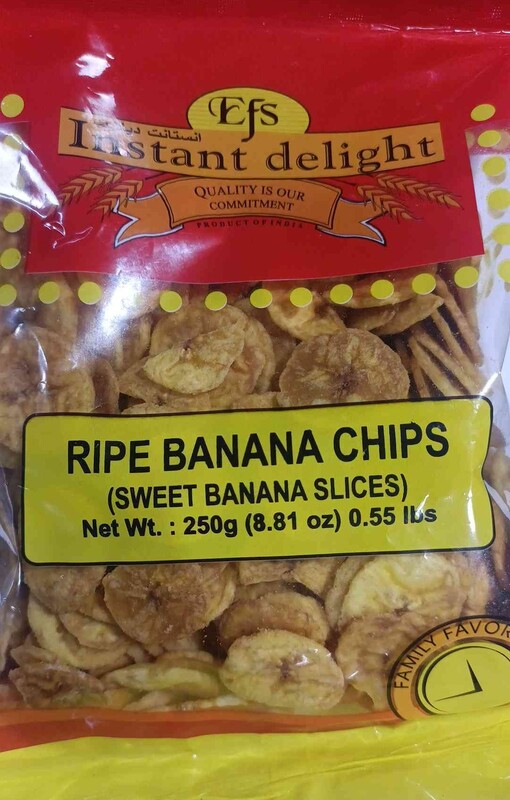 Efs
انستانت
Instant delight
QUALITY IS OUR
COMMITMENT
PRODUCT OF INDIA
RIPE BANANA CHIPS
(SWEET BANANA SLICES)
Net Wt. : 250g (8.81 oz) 0.55 lbs
FAMILY FAVOR